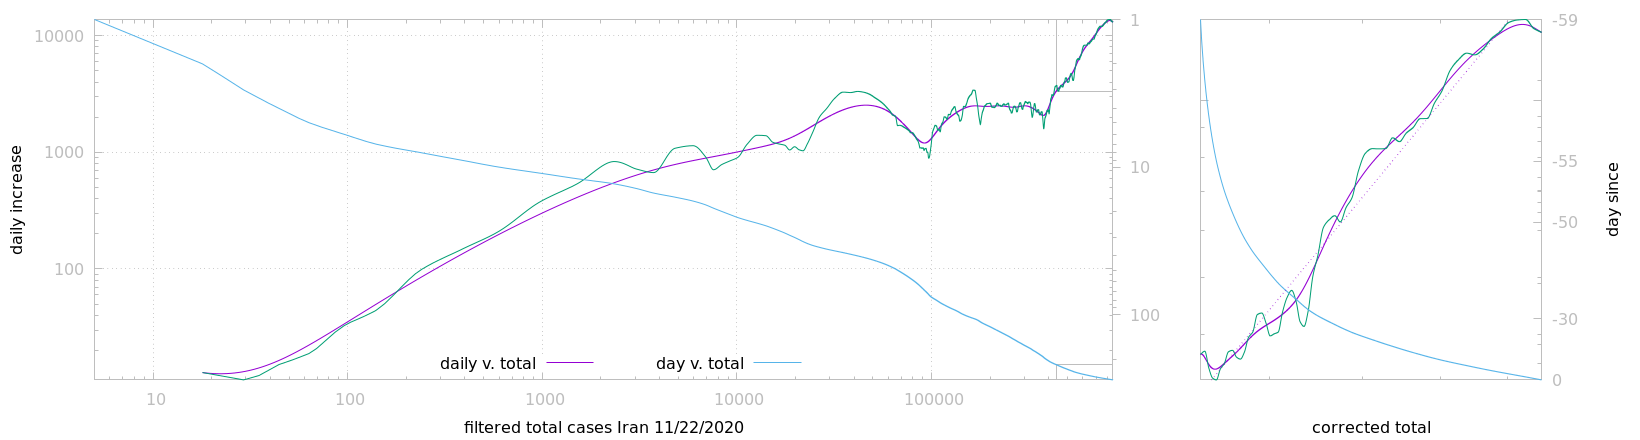 daily increase
10000
1000
100
10
100
1000
10000
100000
1
10
100
daily v. total
day v. total
filtered total cases Iran 11/22/2020
-59
-55
-50
-30
0
day since
corrected total